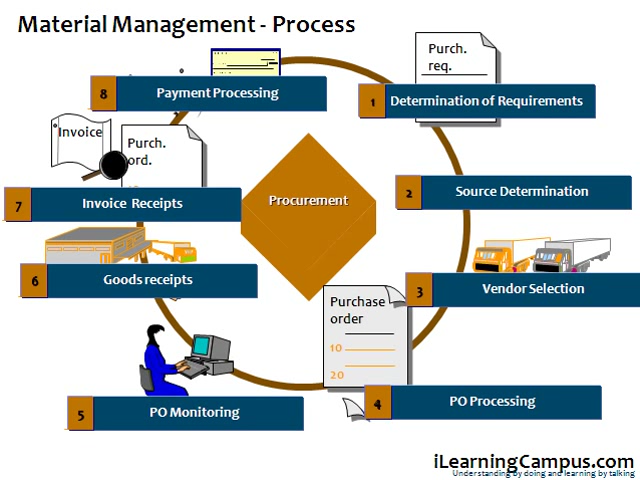 Material Management - Process
Purch.
req.
8 Payment Processing
1 Determination of Requirements
Invoice
Purch.
ord.
2 Source Determination
Procurement
7 Invoice Receipts
6 Goods receipts
3 Vendor Selection
Purchase
order
10
20
4 PO Processing
5 PO Monitoring
iLearningCampus.com
Understanding by doing and learning by talking